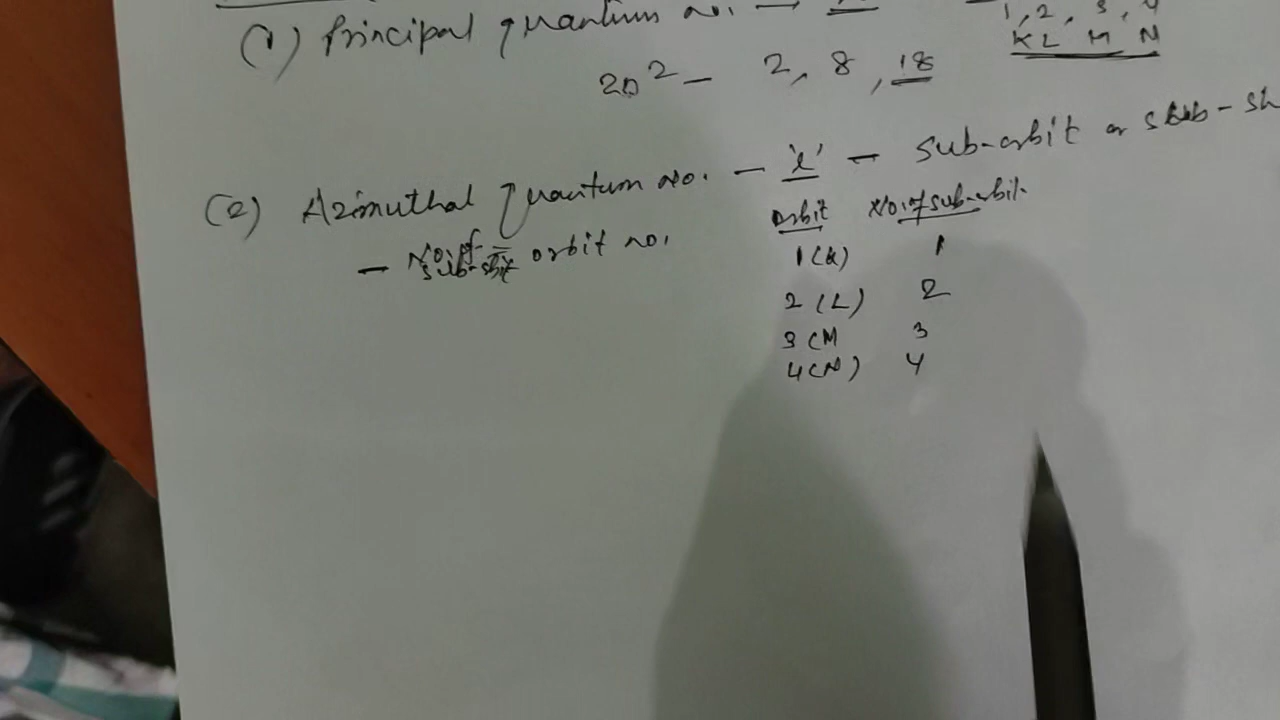 (1) Principal quantum no. →
1, 2, 3, 4
K L M N
2n² – 2, 8, 18
(2) Azimuthal Quantum No. – 'l' – sub-orbit or sub-sh
– No. of sub-orbit = orbit no.
orbit No. of sub-orbit
1 (K) 1
2 (L) 2
3 (M 3
4 (N) 4